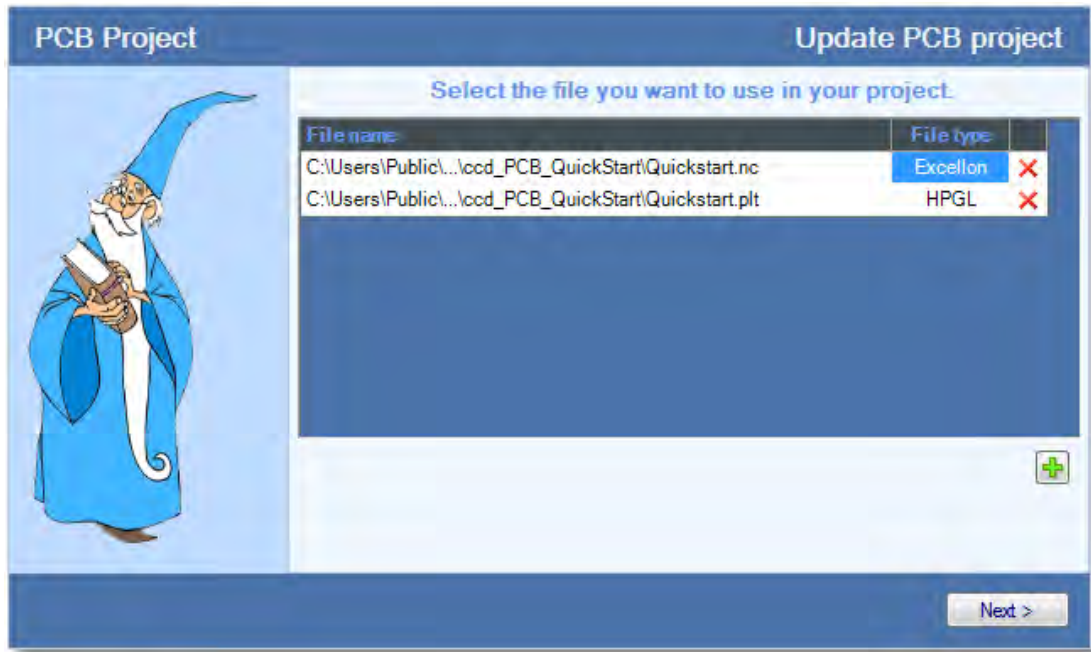 PCB Project Update PCB project
Select the file you want to use in your project.
File name File type
C:\Users\Public\...\ccd_PCB_QuickStart\Quickstart.nc Excellon
C:\Users\Public\...\ccd_PCB_QuickStart\Quickstart.plt HPGL
Next >